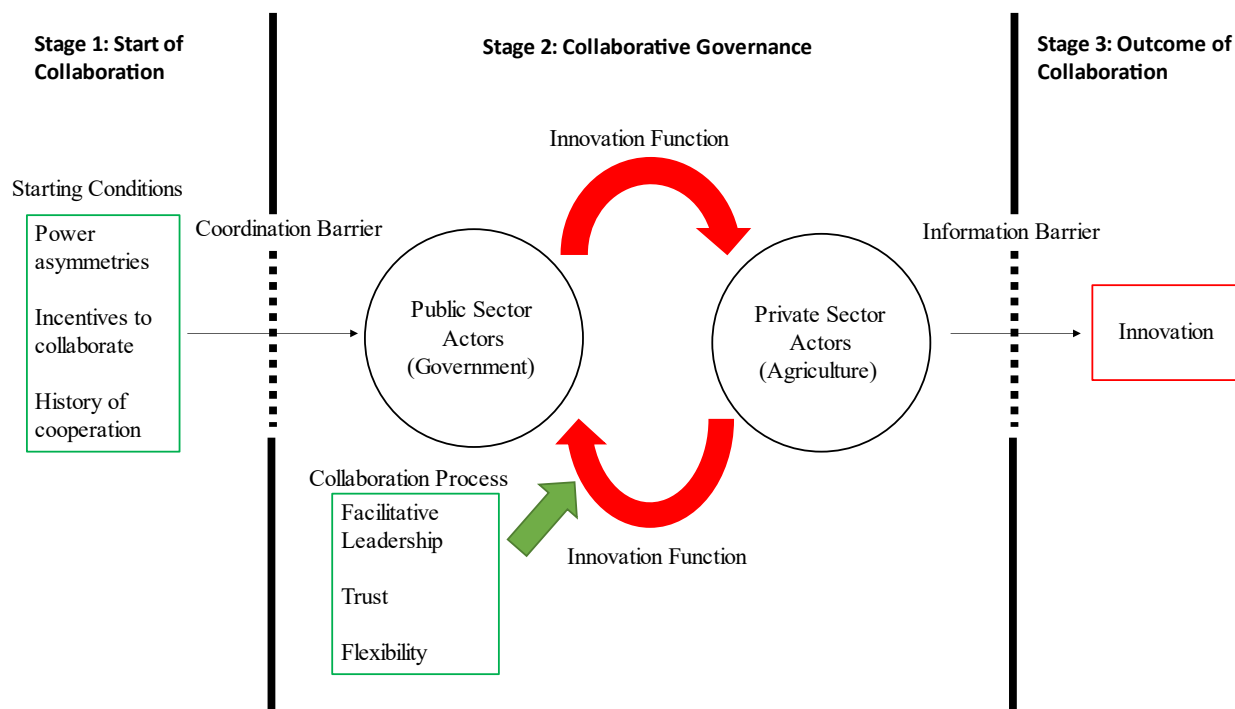 Stage 1: Start of
Collaboration
Stage 2: Collaborative Governance
Stage 3: Outcome of
Collaboration
Innovation Function
Starting Conditions
Power
asymmetries
Incentives to
collaborate
History of
cooperation
Coordination Barrier
Public Sector
Actors
(Government)
Private Sector
Actors
(Agriculture)
Information Barrier
Innovation
Collaboration Process
Facilitative
Leadership
Trust
Flexibility
Innovation Function